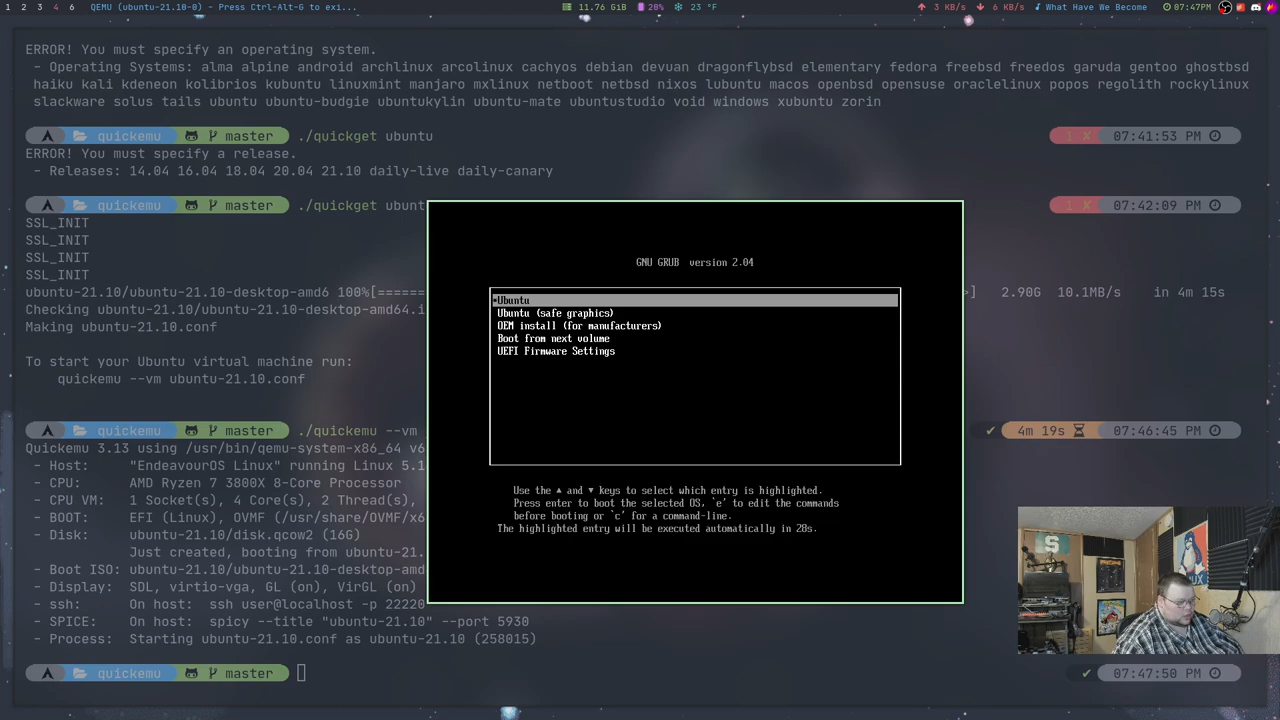 1 2 3 4 6 QEMU (ubuntu-21.10-0) - Press Ctrl-Alt-G to exi... 11.76 GiB 20% 23 °F 3 KB/s 6 KB/s What Have We Become 07:47PM
ERROR! You must specify an operating system.
- Operating Systems: alma alpine android archlinux arcolinux cachyos debian devuan dragonflybsd elementary fedora freebsd freedos garuda gentoo ghostbsd
haiku kali kdeneon kolibrios kubuntu linuxmint manjaro mxlinux netboot netbsd nixos lubuntu macos openbsd opensuse oraclelinux popos regolith rockylinux
slackware solus tails ubuntu ubuntu-budgie ubuntukylin ubuntu-mate ubuntustudio void windows xubuntu zorin
quickemu master ./quickget ubuntu 1 ✘ 07:41:53 PM
ERROR! You must specify a release.
- Releases: 14.04 16.04 18.04 20.04 21.10 daily-live daily-canary
quickemu master ./quickget ubunt 1 ✘ 07:42:09 PM
SSL_INIT
SSL_INIT
SSL_INIT
SSL_INIT
ubuntu-21.10/ubuntu-21.10-desktop-amd6 100%[====== >] 2.90G 10.1MB/s in 4m 15s
Checking ubuntu-21.10/ubuntu-21.10-desktop-amd64.i
Making ubuntu-21.10.conf
To start your Ubuntu virtual machine run:
quickemu --vm ubuntu-21.10.conf
quickemu master ./quickemu --vm ✔ 4m 19s 07:46:45 PM
Quickemu 3.13 using /usr/bin/qemu-system-x86_64 v6
- Host: "EndeavourOS Linux" running Linux 5.1
- CPU: AMD Ryzen 7 3800X 8-Core Processor
- CPU VM: 1 Socket(s), 4 Core(s), 2 Thread(s),
- BOOT: EFI (Linux), OVMF (/usr/share/OVMF/x6
- Disk: ubuntu-21.10/disk.qcow2 (16G)
Just created, booting from ubuntu-21.
- Boot ISO: ubuntu-21.10/ubuntu-21.10-desktop-amd
- Display: SDL, virtio-vga, GL (on), VirGL (on)
- ssh: On host: ssh user@localhost -p 22220
- SPICE: On host: spicy --title "ubuntu-21.10" --port 5930
- Process: Starting ubuntu-21.10.conf as ubuntu-21.10 (258015)
quickemu master ✔ 07:47:50 PM
GNU GRUB version 2.04
*Ubuntu
Ubuntu (safe graphics)
OEM install (for manufacturers)
Boot from next volume
UEFI Firmware Settings
Use the ▲ and ▼ keys to select which entry is highlighted.
Press enter to boot the selected OS, `e' to edit the commands
before booting or `c' for a command-line.
The highlighted entry will be executed automatically in 28s.
S